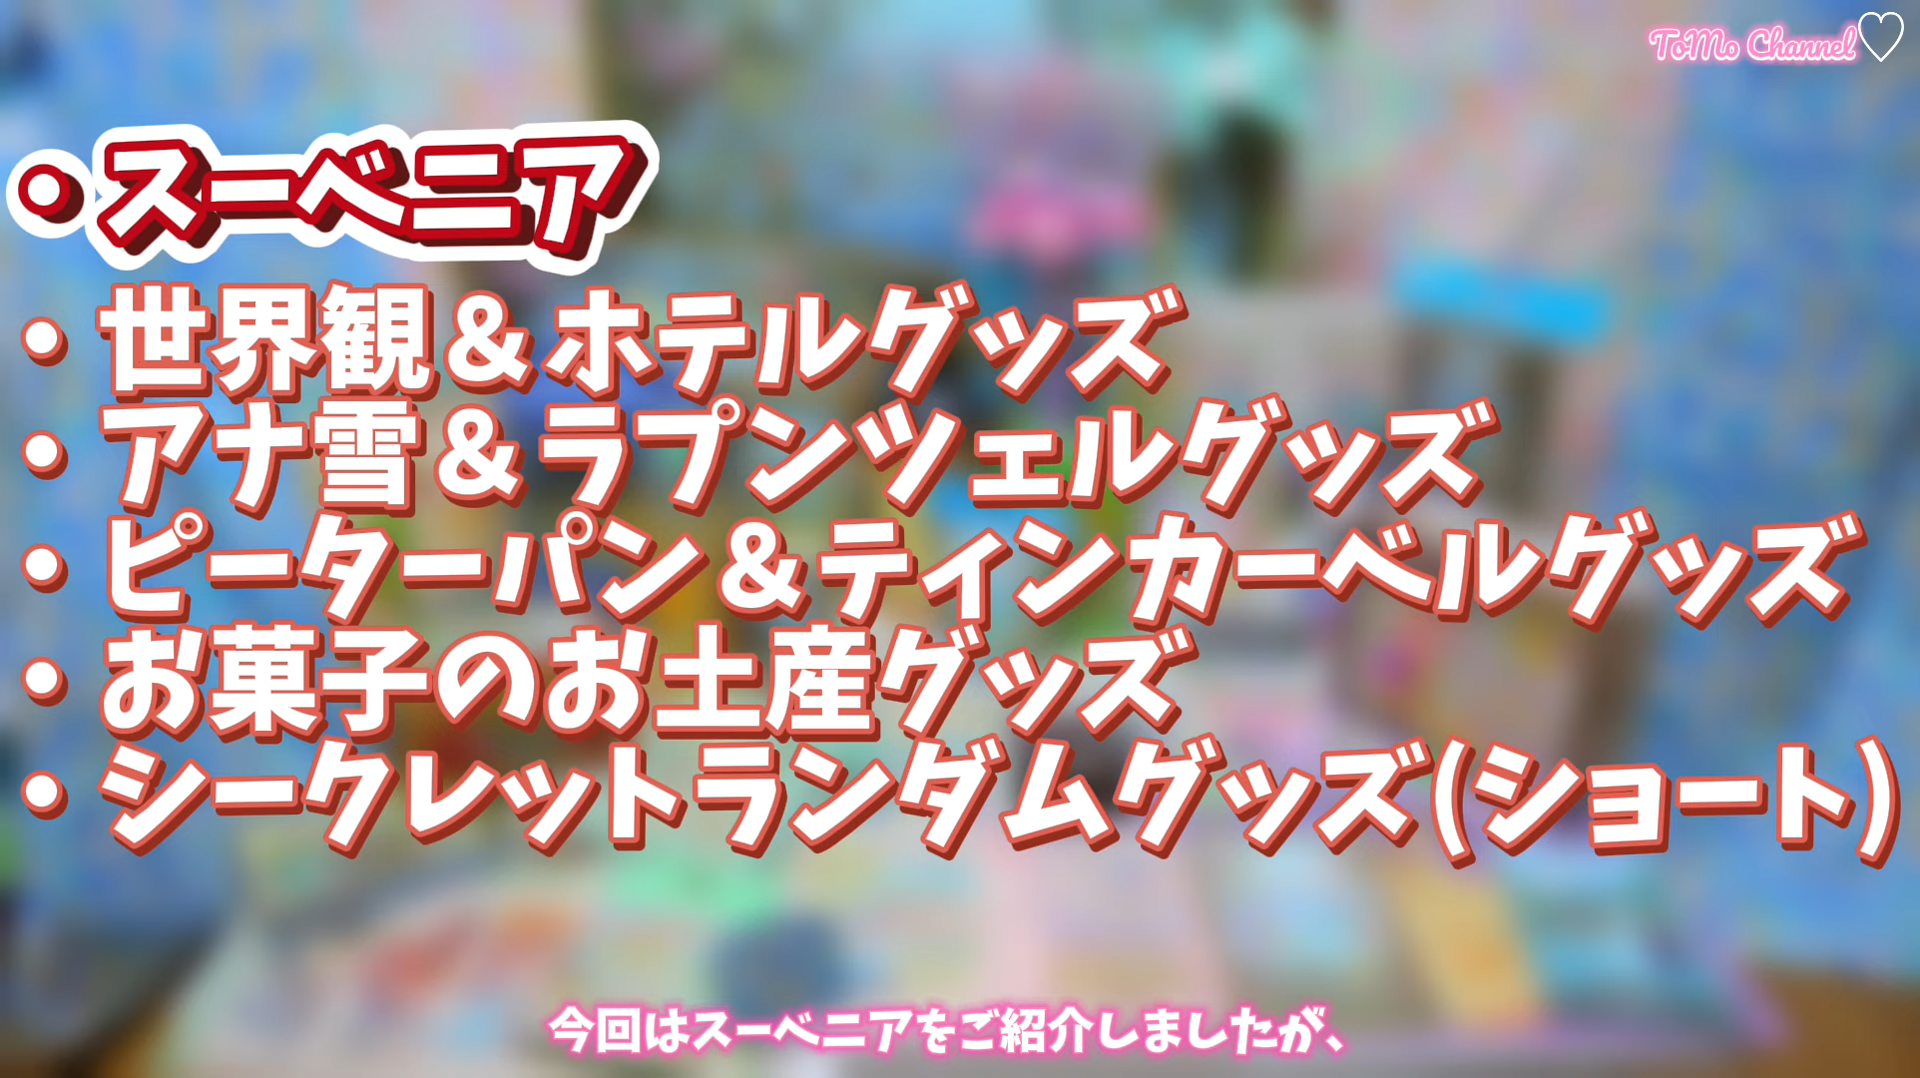 ToMo Channel♡
・スーベニア
・世界観＆ホテルグッズ
・アナ雪＆ラプンツェルグッズ
・ピーターパン＆ティンカーベルグッズ
・お菓子のお土産グッズ
・シークレットランダムグッズ(ショート)
今回はスーベニアをご紹介しましたが、